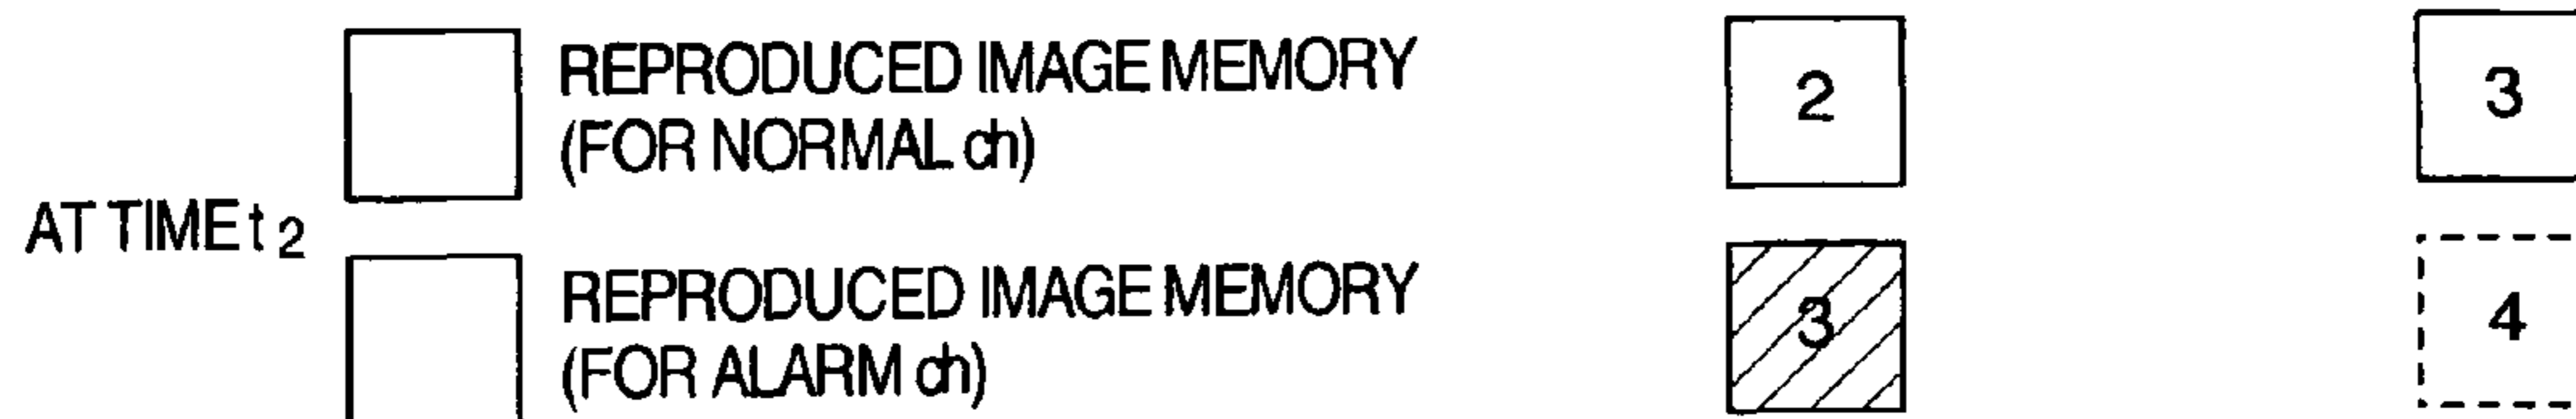 REPRODUCED IMAGE MEMORY
(FOR NORMAL ch)
2
3
AT TIME t2
REPRODUCED IMAGE MEMORY
(FOR ALARM ch)
3
4